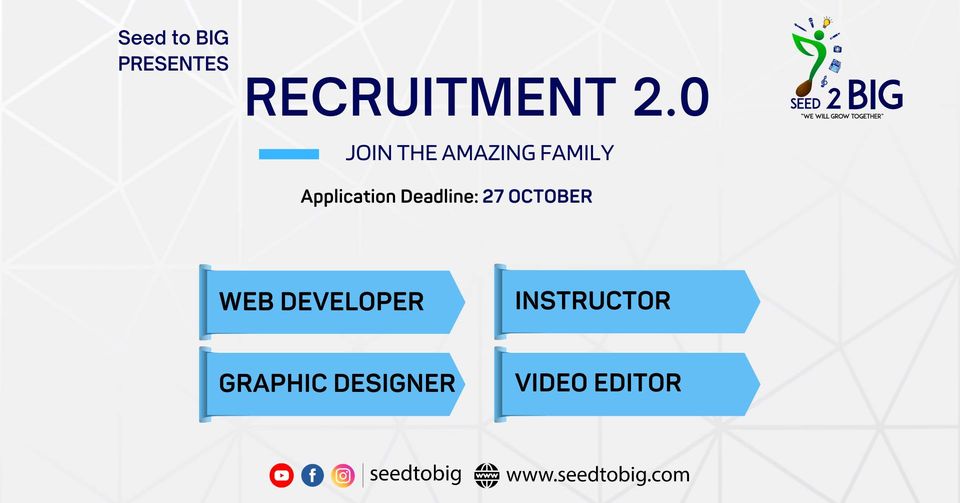 Seed to BIG
PRESENTES
RECRUITMENT 2.0
SEED 2 BIG
"WE WILL GROW TOGETHER"
JOIN THE AMAZING FAMILY
Application Deadline: 27 OCTOBER
WEB DEVELOPER
INSTRUCTOR
GRAPHIC DESIGNER
VIDEO EDITOR
seedtobig
www.seedtobig.com